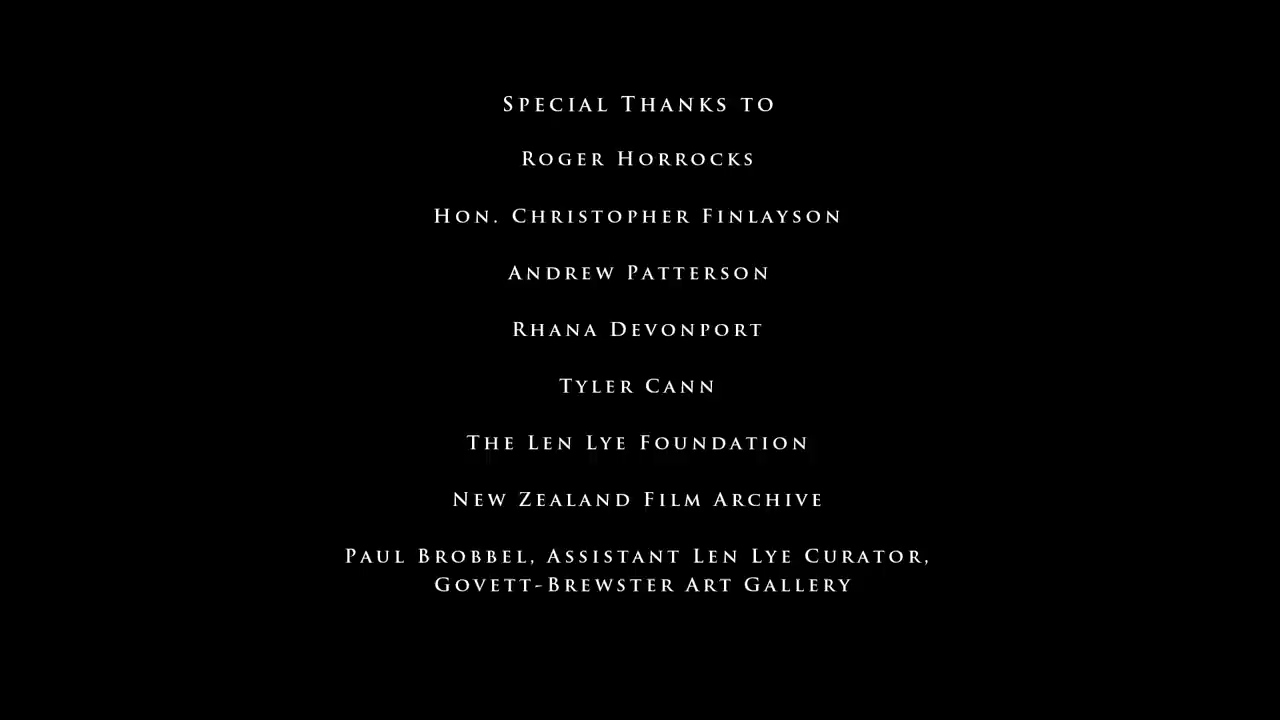 Special Thanks to
Roger Horrocks
Hon. Christopher Finlayson
Andrew Patterson
Rhana Devonport
Tyler Cann
The Len Lye Foundation
New Zealand Film Archive
Paul Brobbel, Assistant Len Lye Curator,
Govett-Brewster Art Gallery